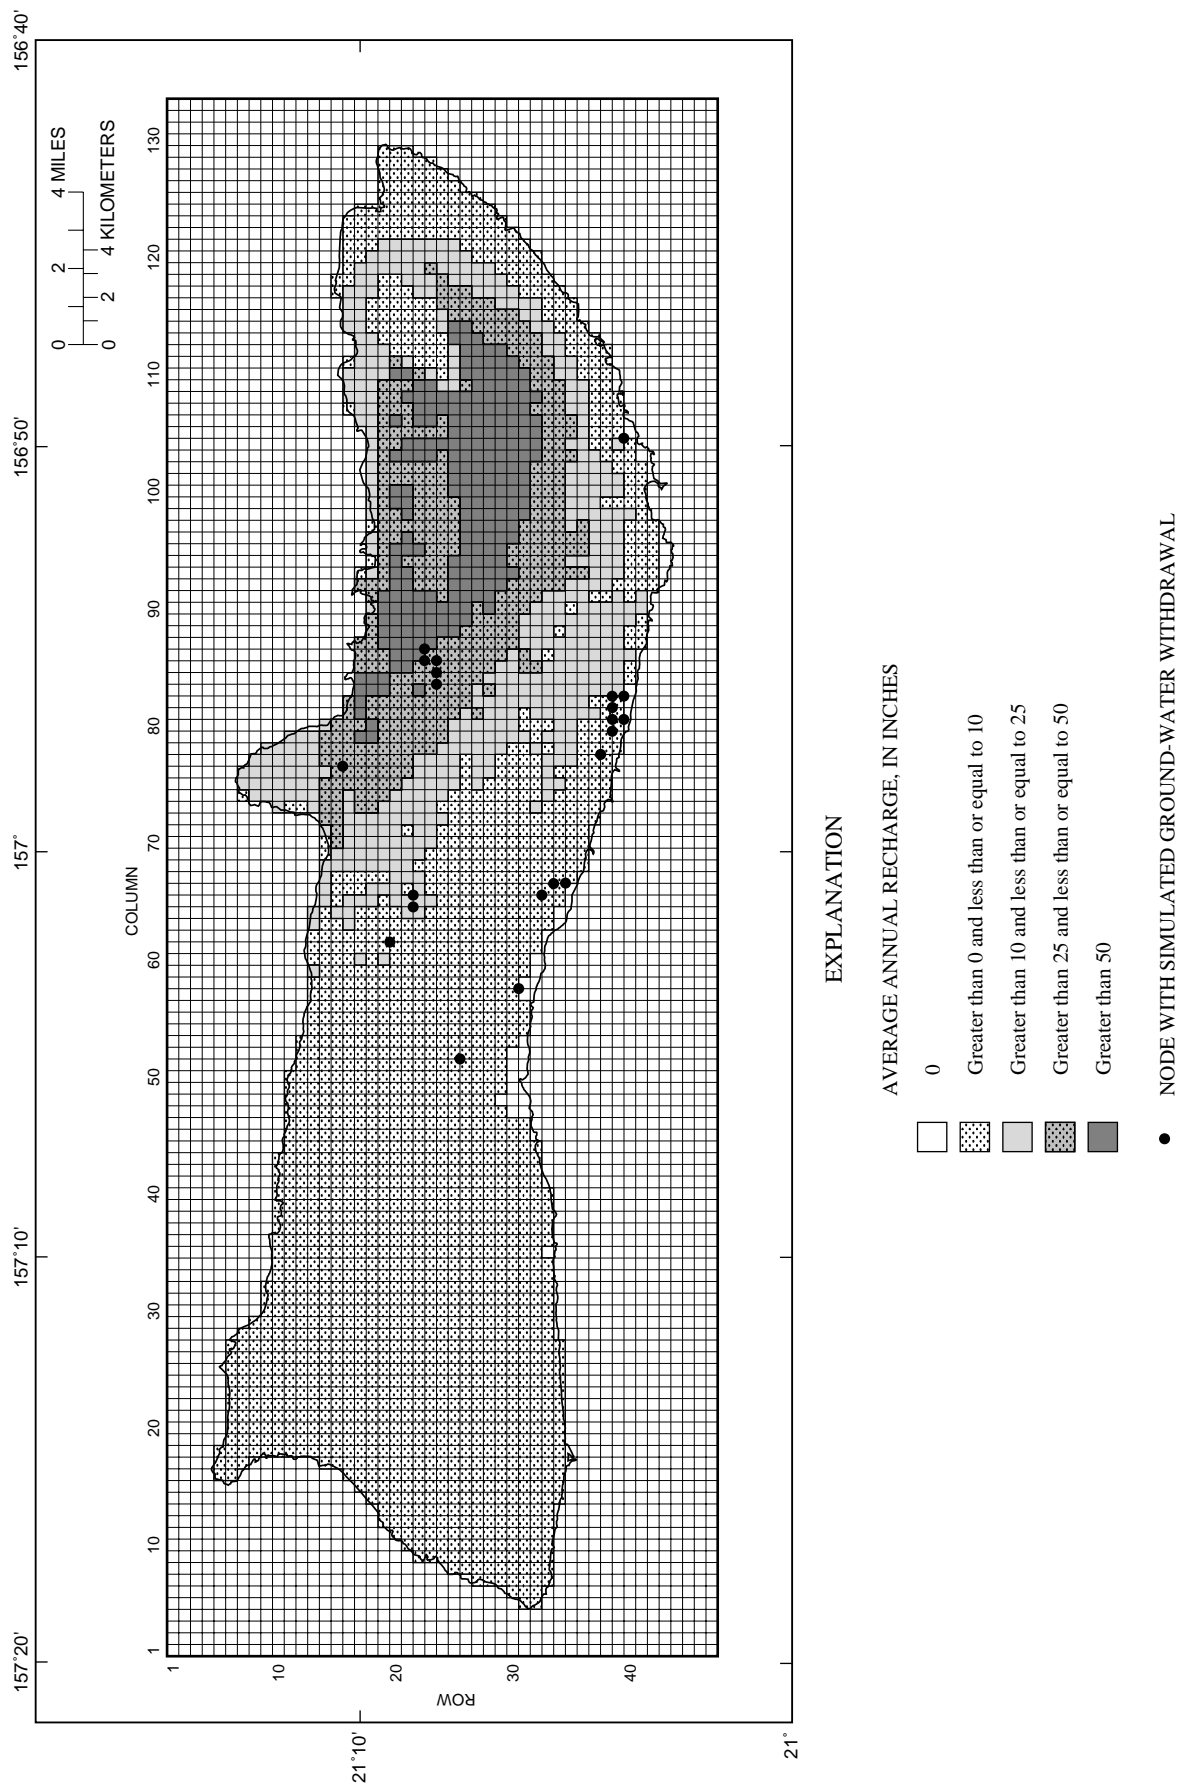 157°20'
157°10'
157°
156°50'
156°40'
21°10'
21°
0 2 4 MILES
0 2 4 KILOMETERS
COLUMN
1 10 20 30 40 50 60 70 80 90 100 110 120 130
ROW
1
10
20
30
40
EXPLANATION
AVERAGE ANNUAL RECHARGE, IN INCHES
0
Greater than 0 and less than or equal to 10
Greater than 10 and less than or equal to 25
Greater than 25 and less than or equal to 50
Greater than 50
NODE WITH SIMULATED GROUND-WATER WITHDRAWAL